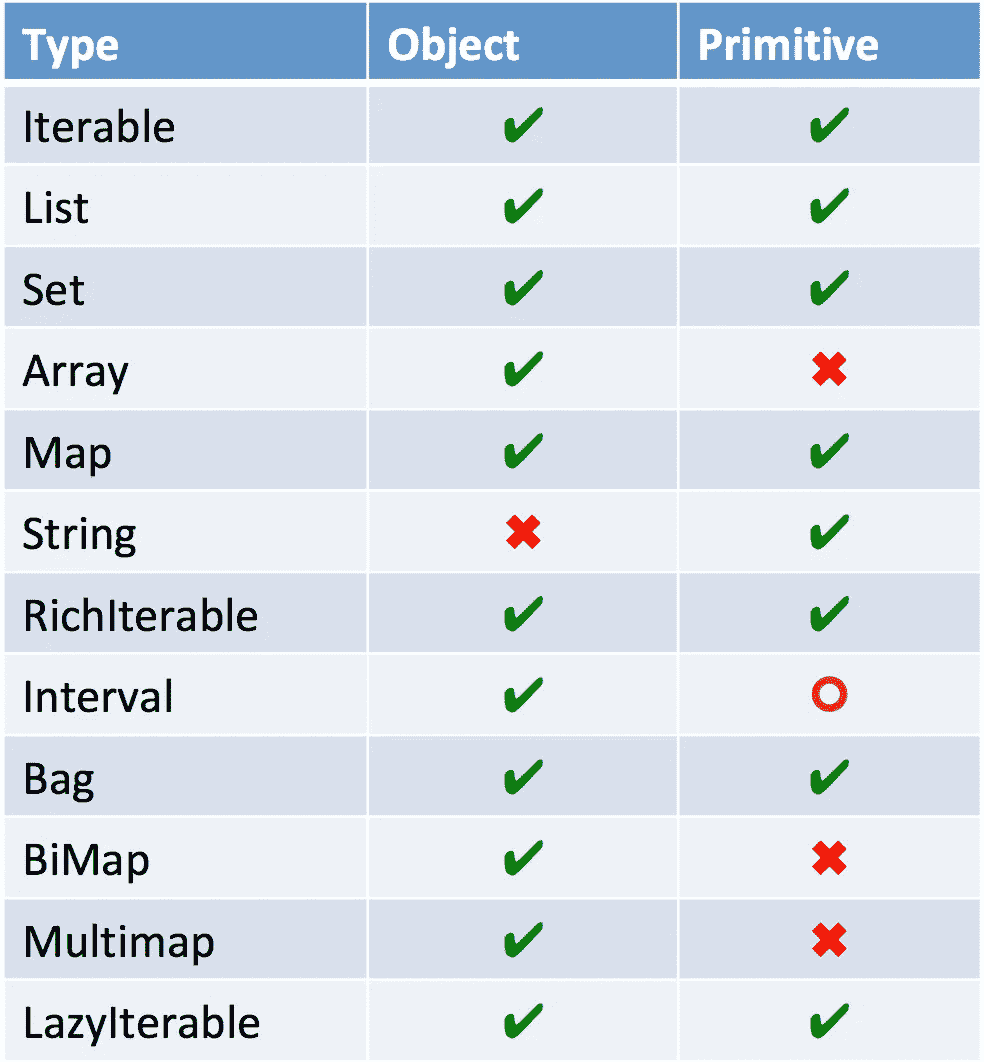 Type Object Primitive
Iterable ✔ ✔
List ✔ ✔
Set ✔ ✔
Array ✔ ✖
Map ✔ ✔
String ✖ ✔
RichIterable ✔ ✔
Interval ✔ ⭘
Bag ✔ ✔
BiMap ✔ ✖
Multimap ✔ ✖
LazyIterable ✔ ✔